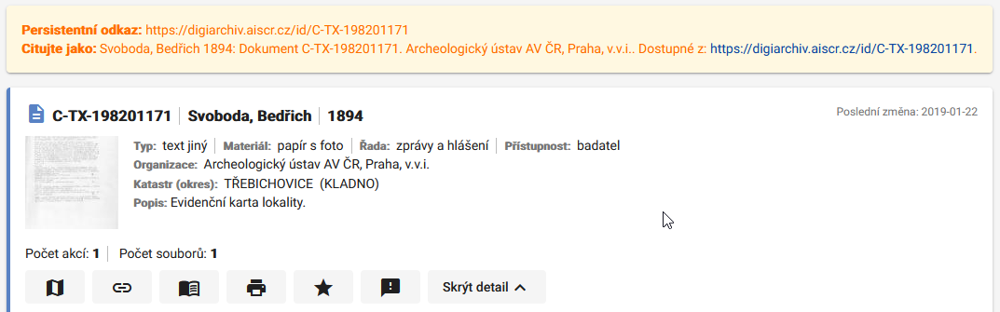 Persistentní odkaz: https://digiarchiv.aiscr.cz/id/C-TX-198201171
Citujte jako: Svoboda, Bedřich 1894: Dokument C-TX-198201171. Archeologický ústav AV ČR, Praha, v.v.i.. Dostupné z: https://digiarchiv.aiscr.cz/id/C-TX-198201171.
C-TX-198201171 Svoboda, Bedřich 1894
Poslední změna: 2019-01-22
Typ: text jiný Materiál: papír s foto Řada: zprávy a hlášení Přístupnost: badatel
Organizace: Archeologický ústav AV ČR, Praha, v.v.i.
Katastr (okres): TŘEBICHOVICE (KLADNO)
Popis: Evidenční karta lokality.
Počet akcí: 1 Počet souborů: 1
Skrýt detail